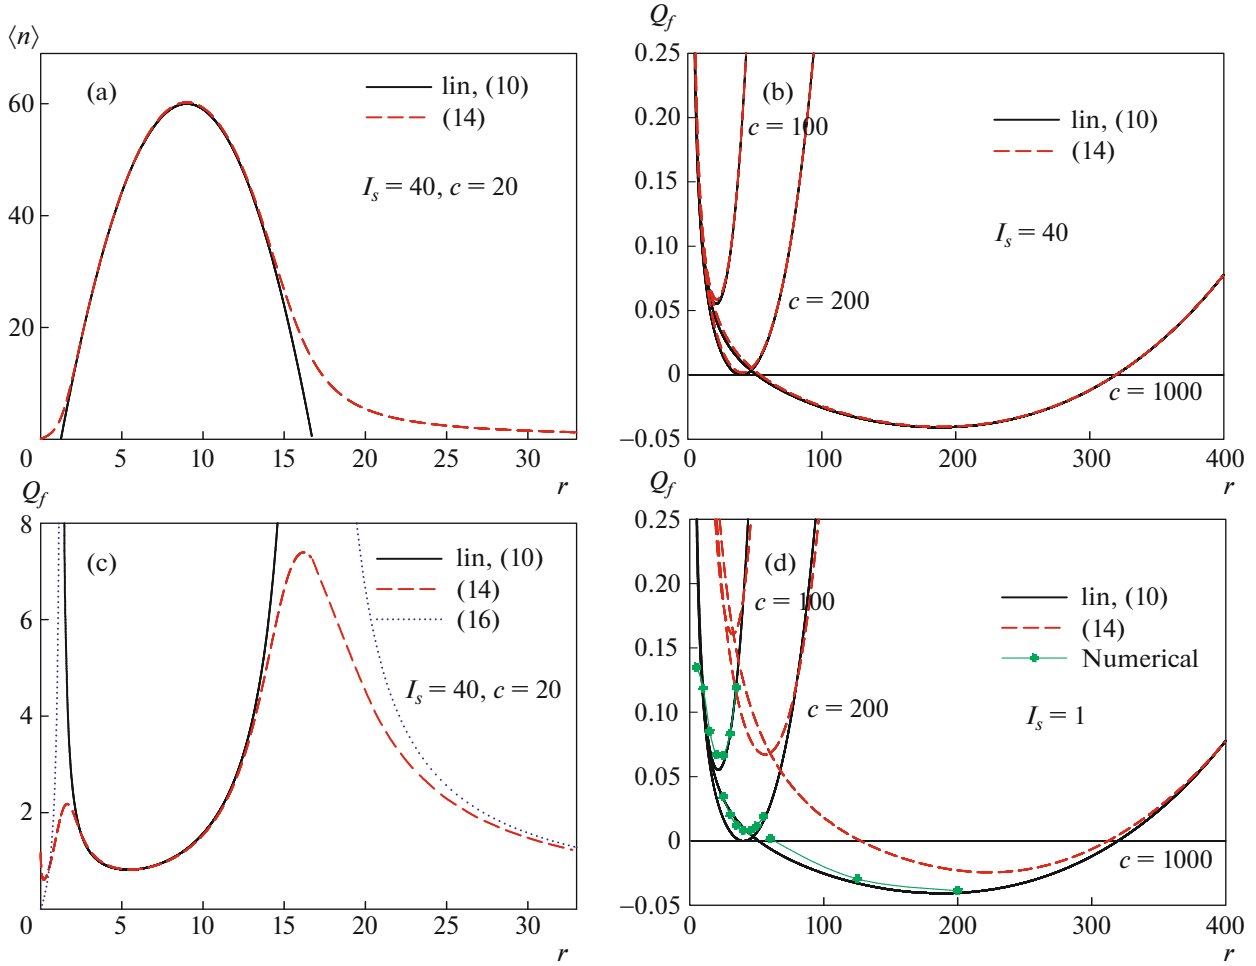 ⟨n⟩
(a)
lin, (10)
(14)
I_s = 40, c = 20
60
40
20
0
5
10
15
20
25
30
r
Q_f
(b)
lin, (10)
(14)
c = 100
I_s = 40
c = 200
c = 1000
0.25
0.20
0.15
0.10
0.05
0
−0.05
0
100
200
300
400
r
Q_f
(c)
lin, (10)
(14)
(16)
I_s = 40, c = 20
8
6
4
2
0
5
10
15
20
25
30
r
Q_f
(d)
lin, (10)
(14)
Numerical
c = 100
c = 200
I_s = 1
c = 1000
0.25
0.20
0.15
0.10
0.05
0
−0.05
0
100
200
300
400
r